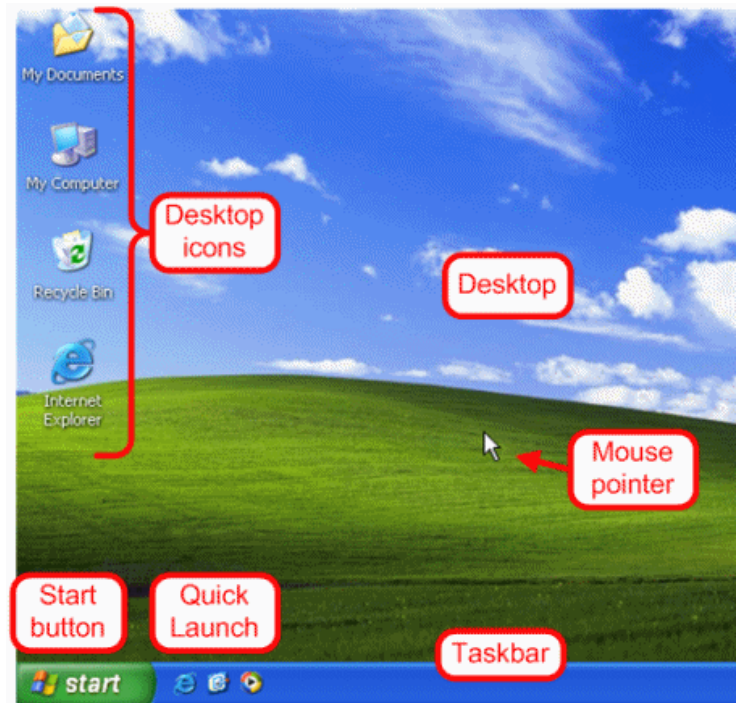 My Documents
My Computer
Desktop
icons
Recycle Bin
Desktop
Internet
Explorer
Mouse
pointer
Start
button
Quick
Launch
Taskbar
start